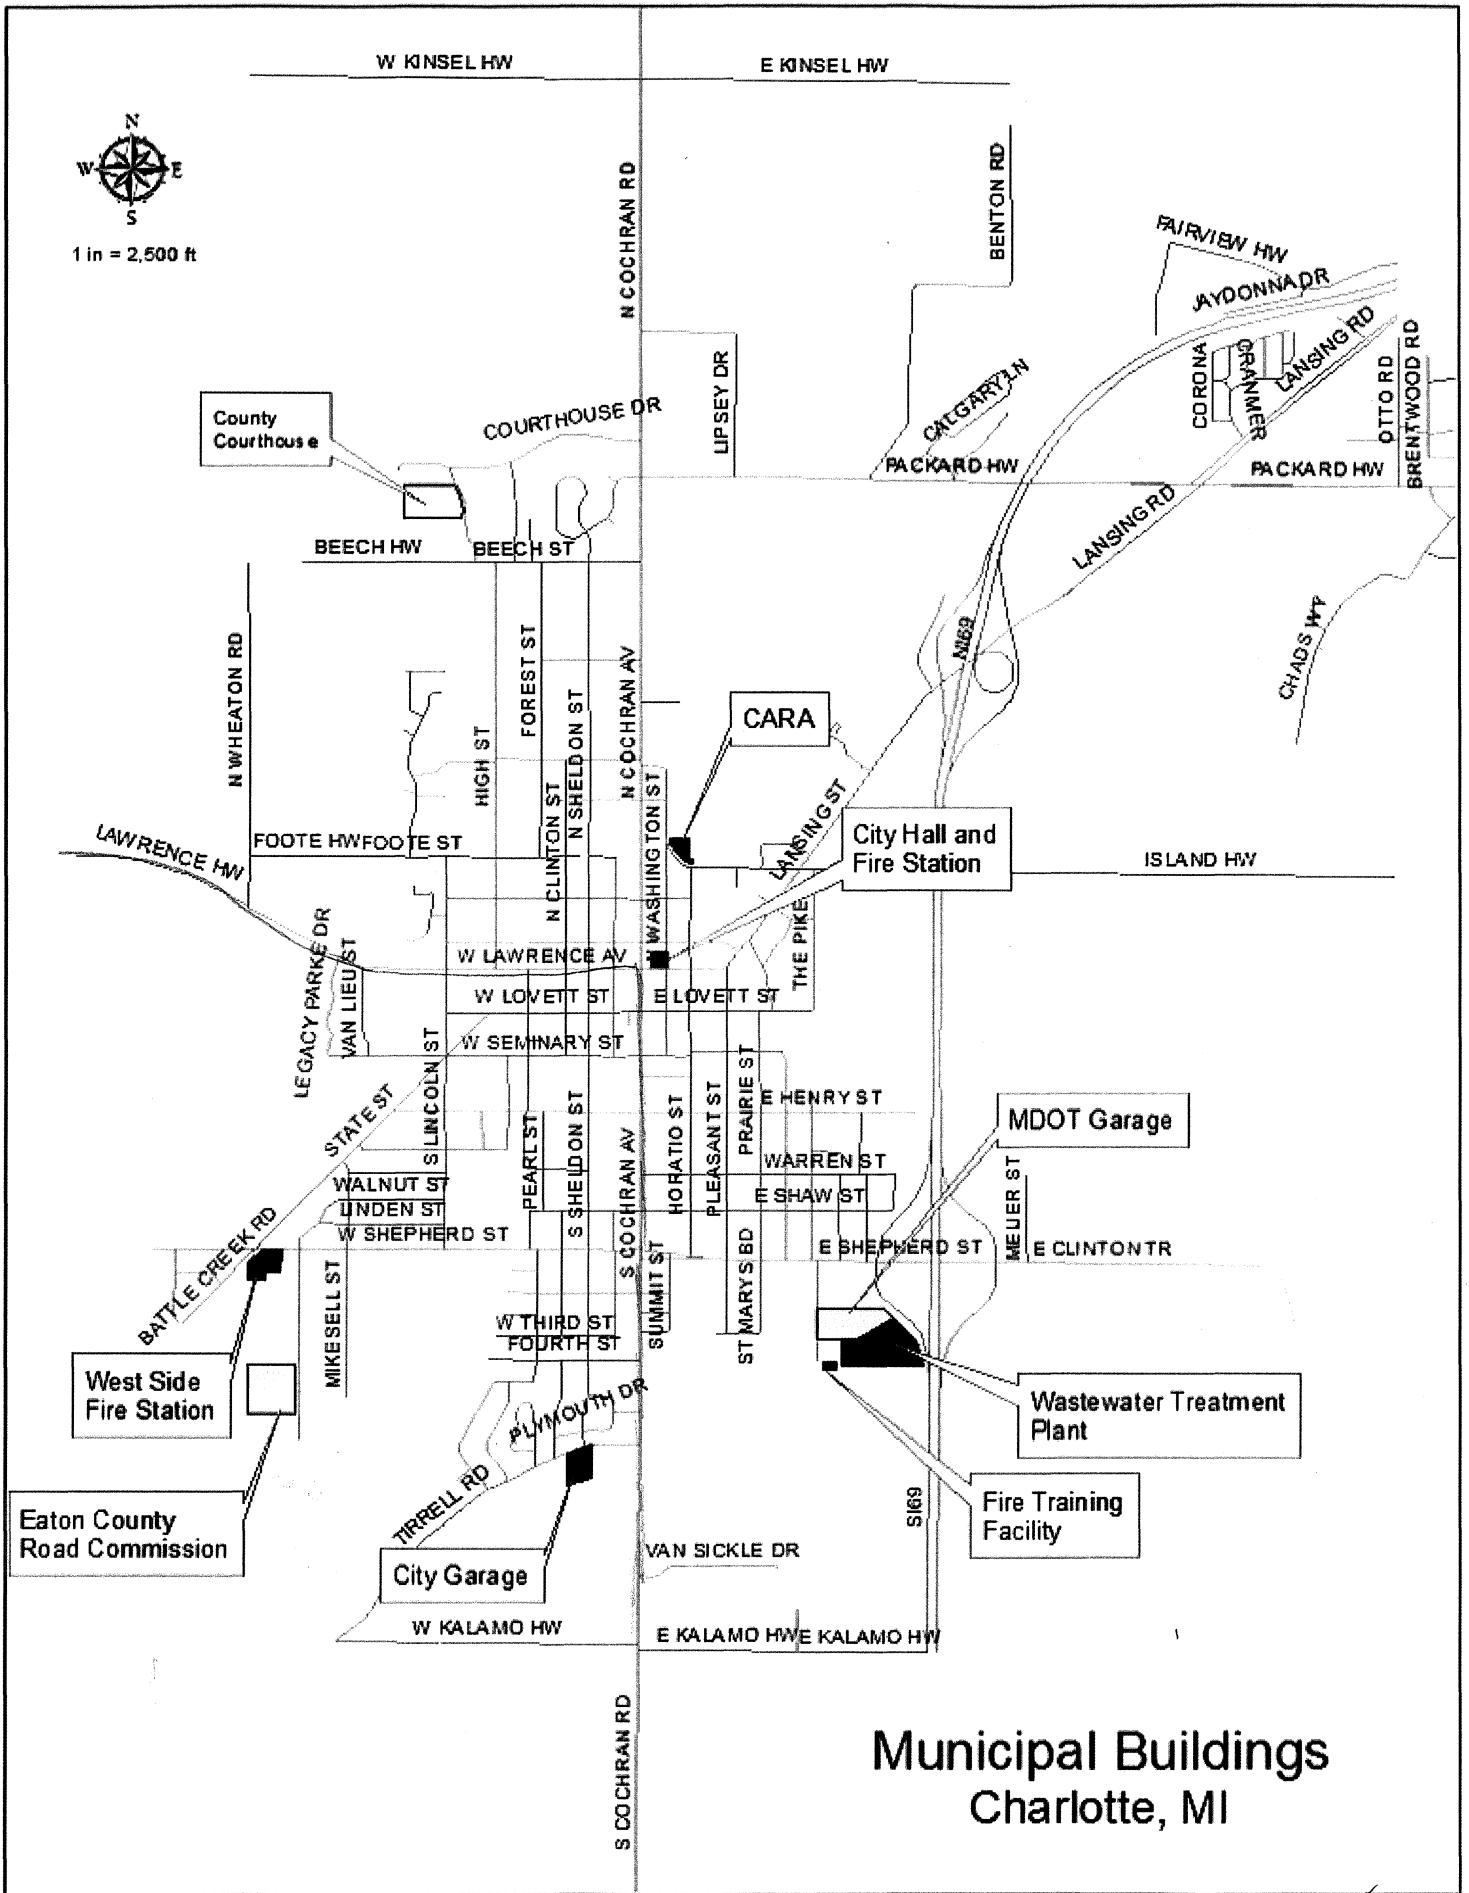 W KINSEL HW
E KINSEL HW
N
W
E
S
1 in = 2,500 ft
N COCHRAN RD
BENTON RD
FAIRVIEW HW
JAYDONNA DR
LANSING RD
CORONA
CRANMER
OTTO RD
BRENTWOOD RD
LIPSEY DR
CALGARY LN
County
Courthouse
COURTHOUSE DR
PACKARD HW
PACKARD HW
LANSING RD
BEECH HW
BEECH ST
N WHEATON RD
FOREST ST
N SHELDON ST
N COCHRAN AV
NI69
CHADS WY
HIGH ST
CARA
N CLINTON ST
N WASHINGTON ST
LANSING ST
City Hall and
Fire Station
LAWRENCE HW
FOOTE HW
FOOTE ST
ISLAND HW
LEGACY PARKE DR
VAN LIEU ST
W LAWRENCE AV
THE PIKE
W LOVETT ST
E LOVETT ST
W SEMINARY ST
S LINCOLN ST
STATE ST
PEARL ST
S SHELDON ST
S COCHRAN AV
HORATIO ST
PLEASANT ST
PRAIRIE ST
E HENRY ST
MDOT Garage
WARREN ST
E SHAW ST
MEIJER ST
WALNUT ST
LINDEN ST
W SHEPHERD ST
E SHEPHERD ST
E CLINTON TR
BATTLE CREEK RD
MIKESELL ST
SUMMIT ST
ST MARYS BD
W THIRD ST
FOURTH ST
West Side
Fire Station
PLYMOUTH DR
Wastewater Treatment
Plant
TIRRELL RD
Eaton County
Road Commission
City Garage
Fire Training
Facility
SI69
VAN SICKLE DR
W KALAMO HW
E KALAMO HW
E KALAMO HW
S COCHRAN RD
Municipal Buildings
Charlotte, MI